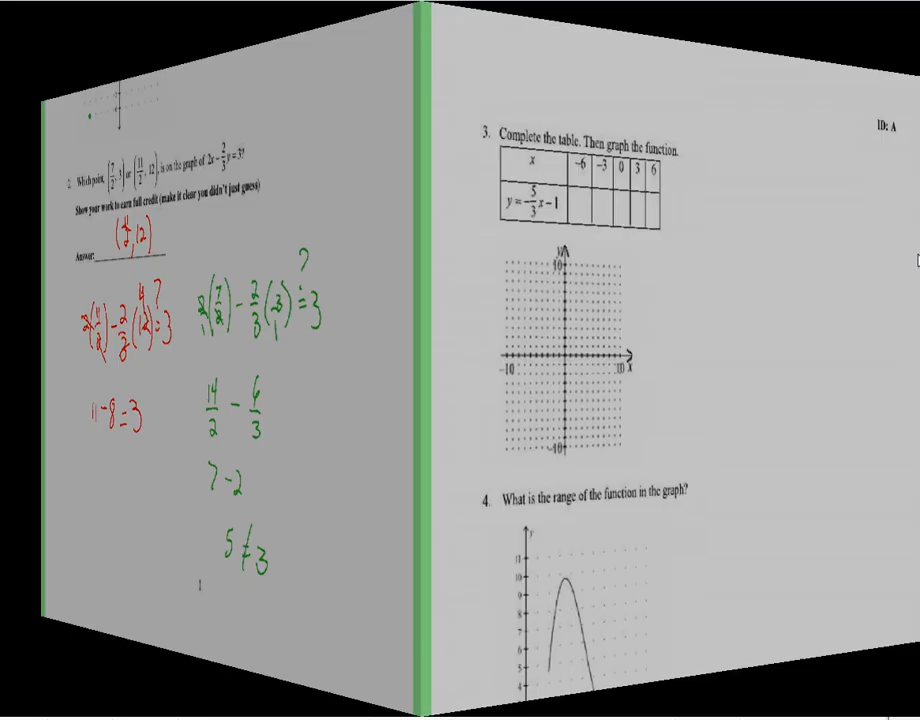 2. Which point, (7/2, 3) or (11/2, 12), is on the graph of 2x - 2/3 y = 3?
Show your work to earn full credit (make it clear you didn't just guess)
Answer: (11/2, 12)
2(11/2) - 2/3(12) ?= 3
11 - 8 = 3
2(7/2) - 2/3(3/1) ?= 3
14/2 - 6/3
7 - 2
5 ≠ 3
1
ID: A
3. Complete the table. Then graph the function.
x -6 -3 0 3 6
y = -5/3 x - 1
y
10
-10 10 x
-10
4. What is the range of the function in the graph?
y
11
10
9
8
7
6
5
4